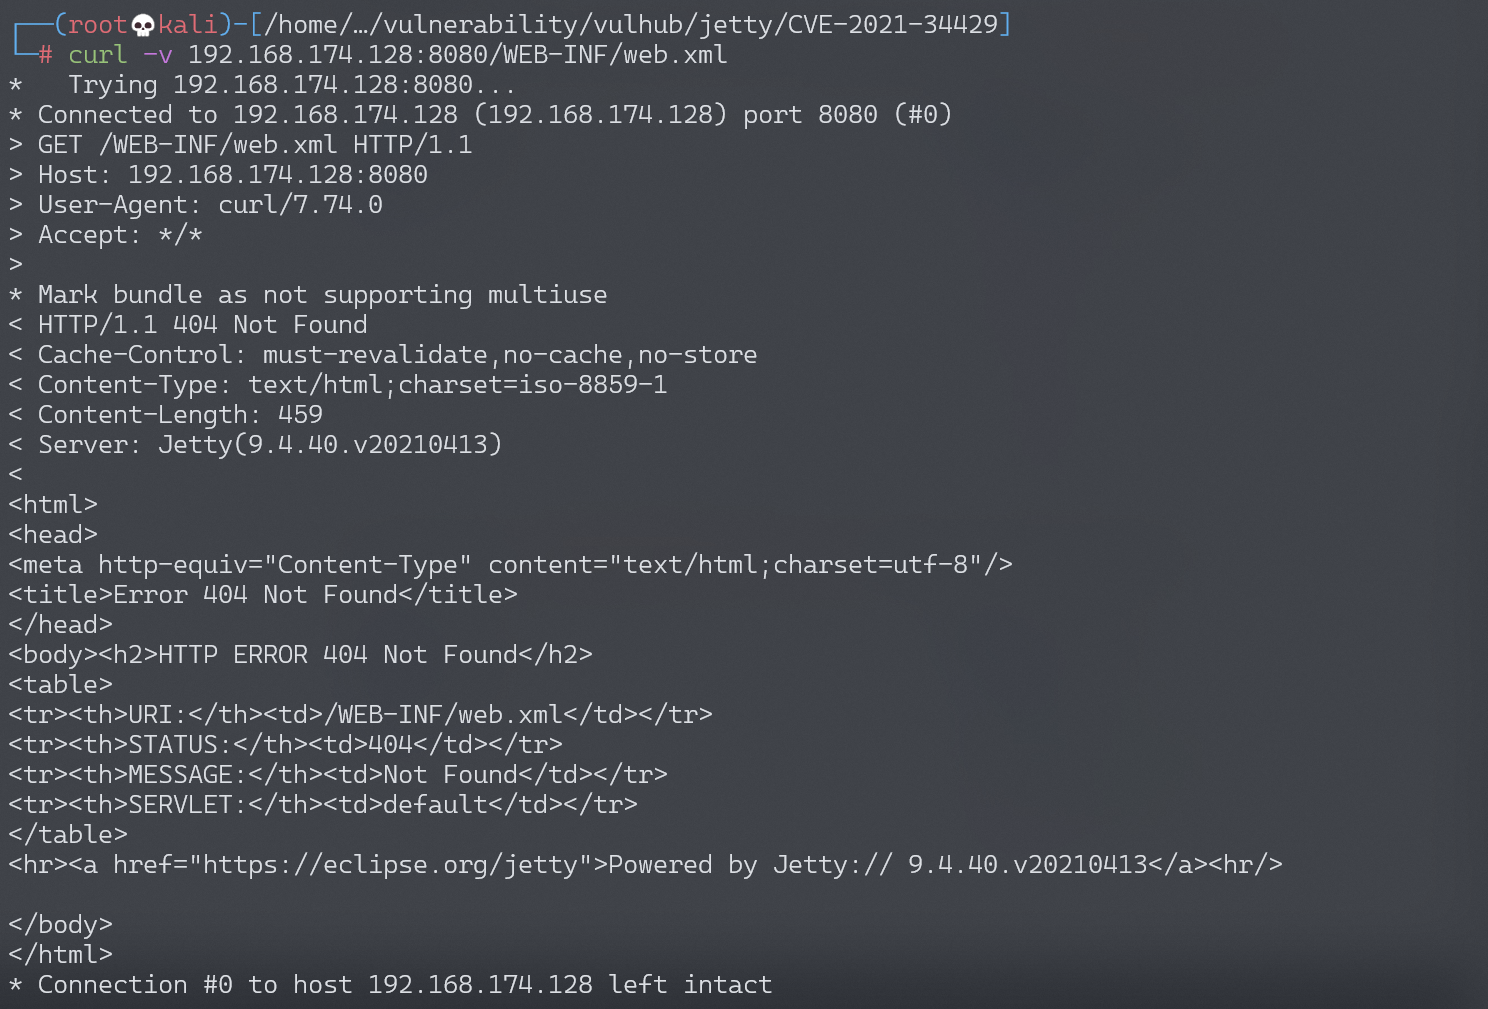 ┌──(root💀kali)-[/home/…/vulnerability/vulhub/jetty/CVE-2021-34429]
└─# curl -v 192.168.174.128:8080/WEB-INF/web.xml
*   Trying 192.168.174.128:8080...
* Connected to 192.168.174.128 (192.168.174.128) port 8080 (#0)
> GET /WEB-INF/web.xml HTTP/1.1
> Host: 192.168.174.128:8080
> User-Agent: curl/7.74.0
> Accept: */*
>
* Mark bundle as not supporting multiuse
< HTTP/1.1 404 Not Found
< Cache-Control: must-revalidate,no-cache,no-store
< Content-Type: text/html;charset=iso-8859-1
< Content-Length: 459
< Server: Jetty(9.4.40.v20210413)
<
<html>
<head>
<meta http-equiv="Content-Type" content="text/html;charset=utf-8"/>
<title>Error 404 Not Found</title>
</head>
<body><h2>HTTP ERROR 404 Not Found</h2>
<table>
<tr><th>URI:</th><td>/WEB-INF/web.xml</td></tr>
<tr><th>STATUS:</th><td>404</td></tr>
<tr><th>MESSAGE:</th><td>Not Found</td></tr>
<tr><th>SERVLET:</th><td>default</td></tr>
</table>
<hr><a href="https://eclipse.org/jetty">Powered by Jetty:// 9.4.40.v20210413</a><hr/>

</body>
</html>
* Connection #0 to host 192.168.174.128 left intact